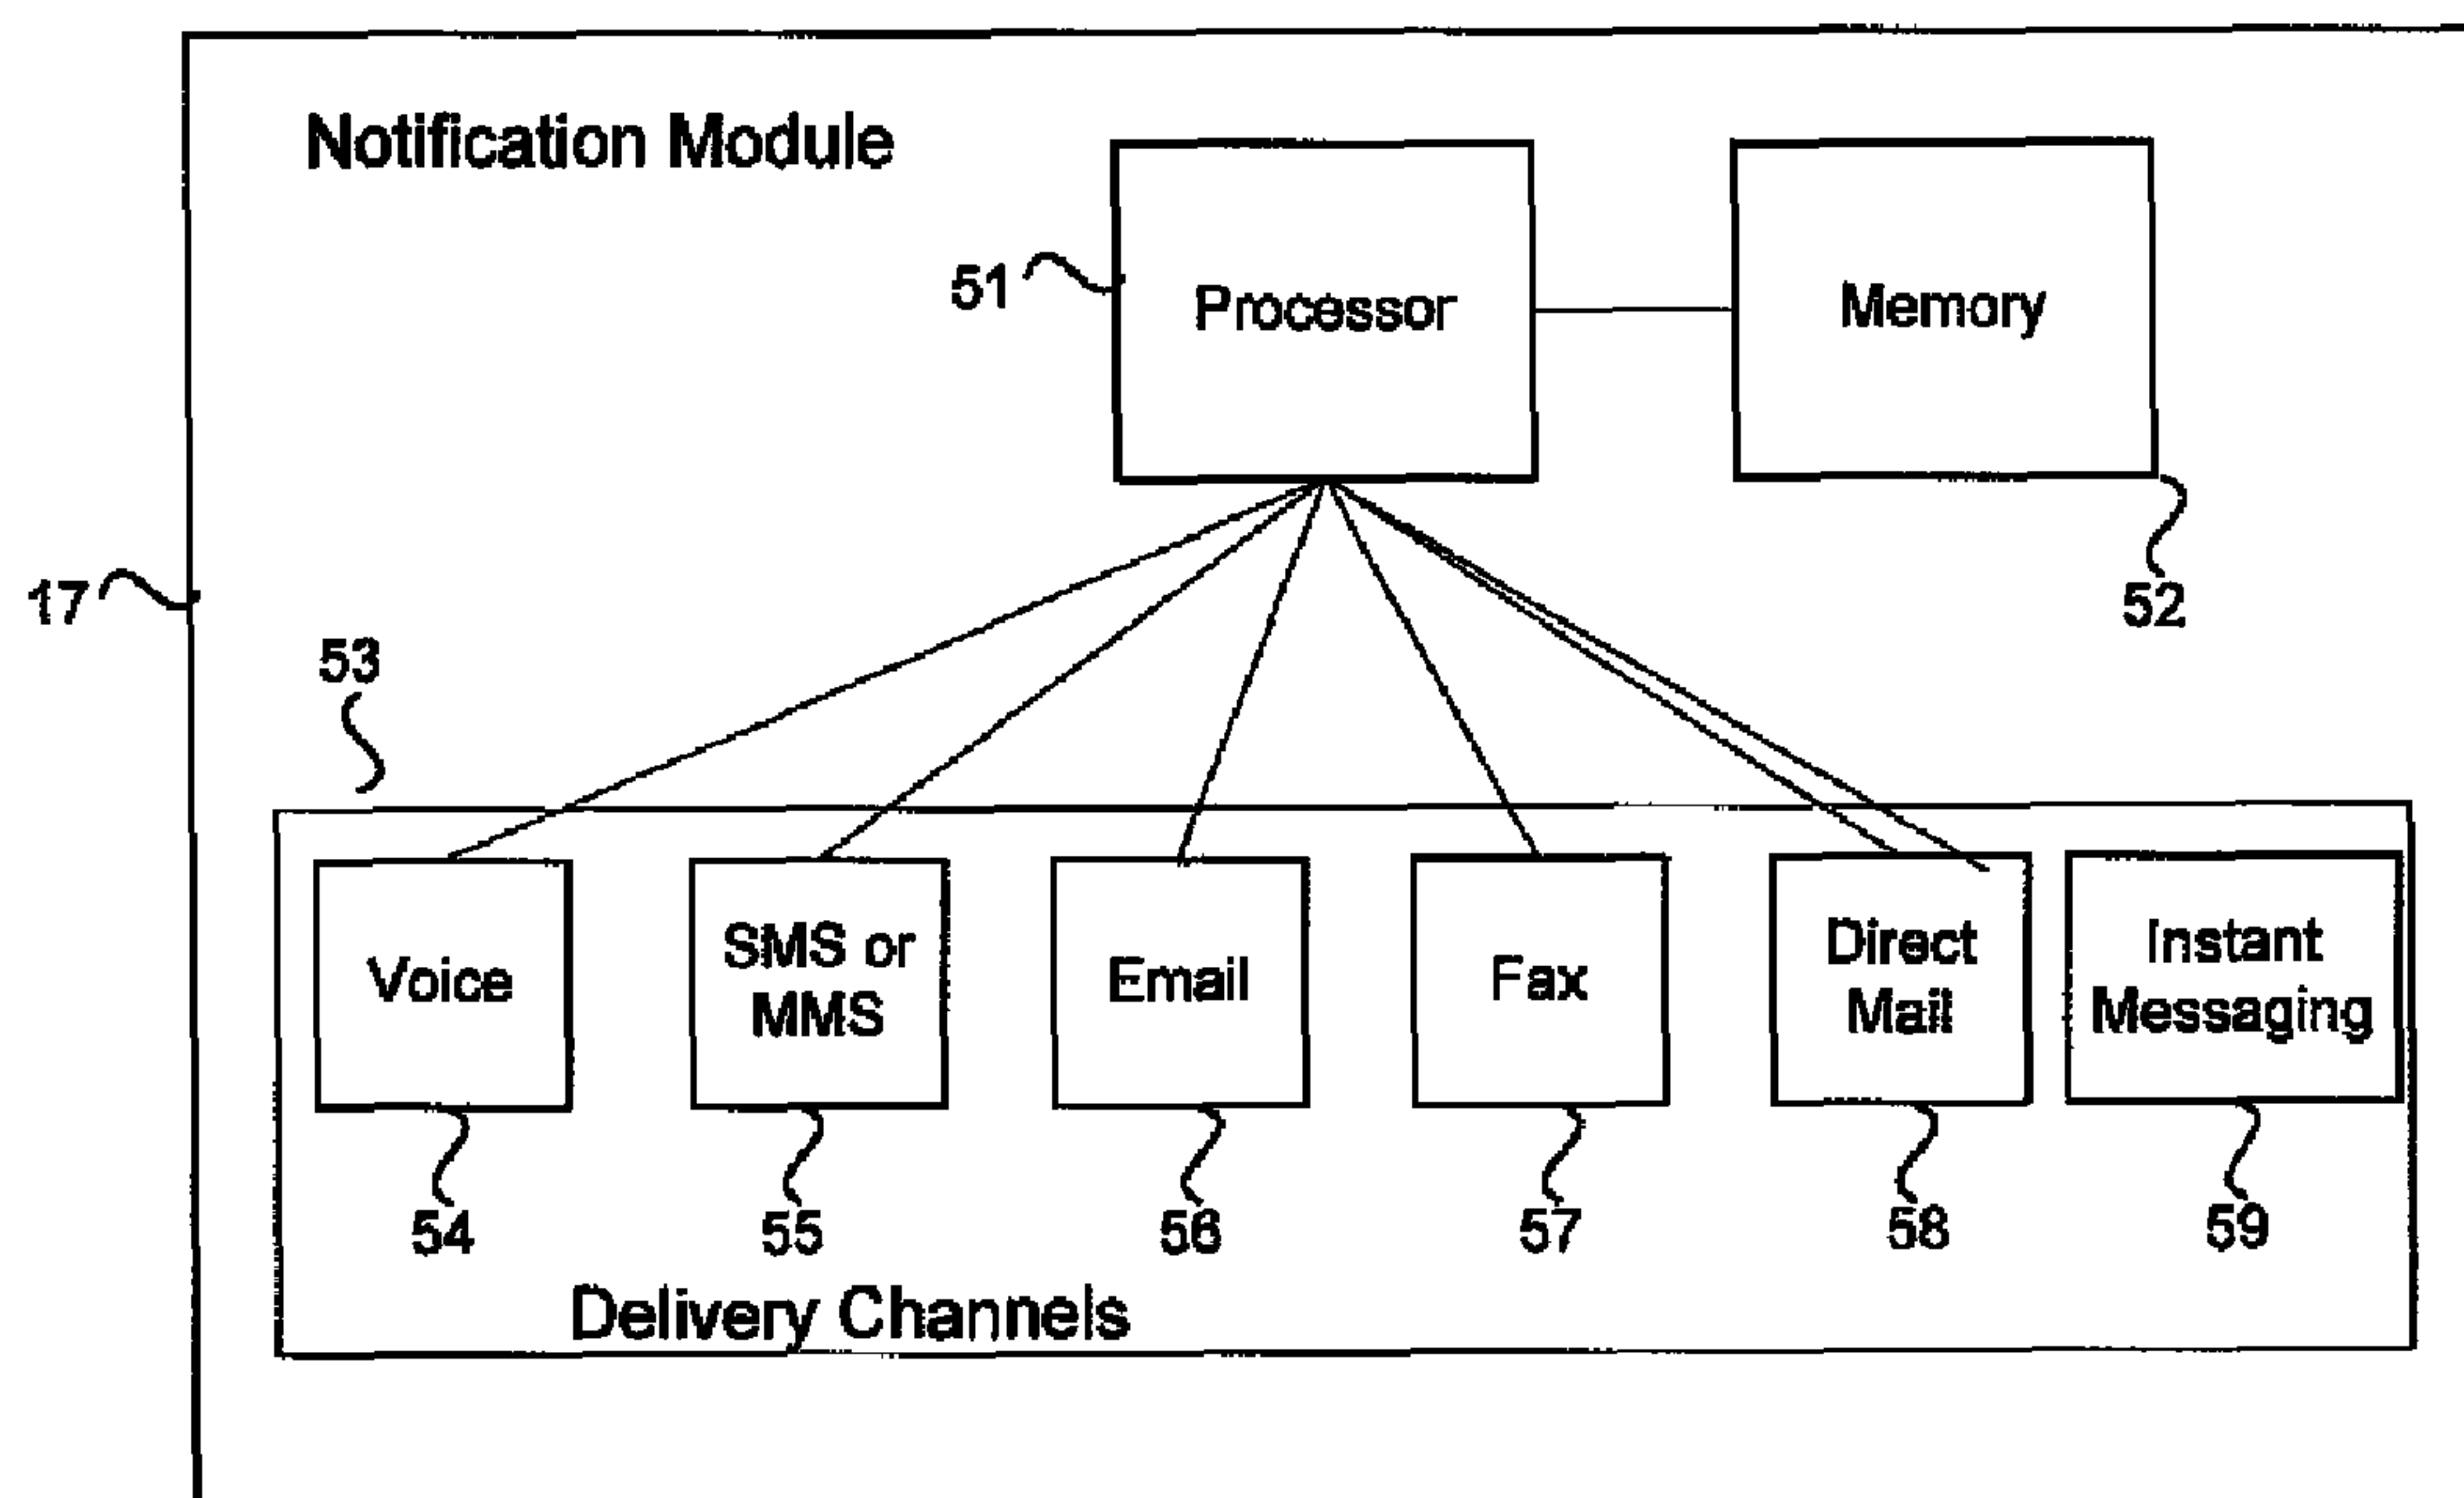 Notification Module
51
Processor
Memory
17
52
53
Voice
SMS or
MMS
Email
Fax
Direct
Mail
Instant
Messaging
54
55
56
57
58
59
Delivery Channels